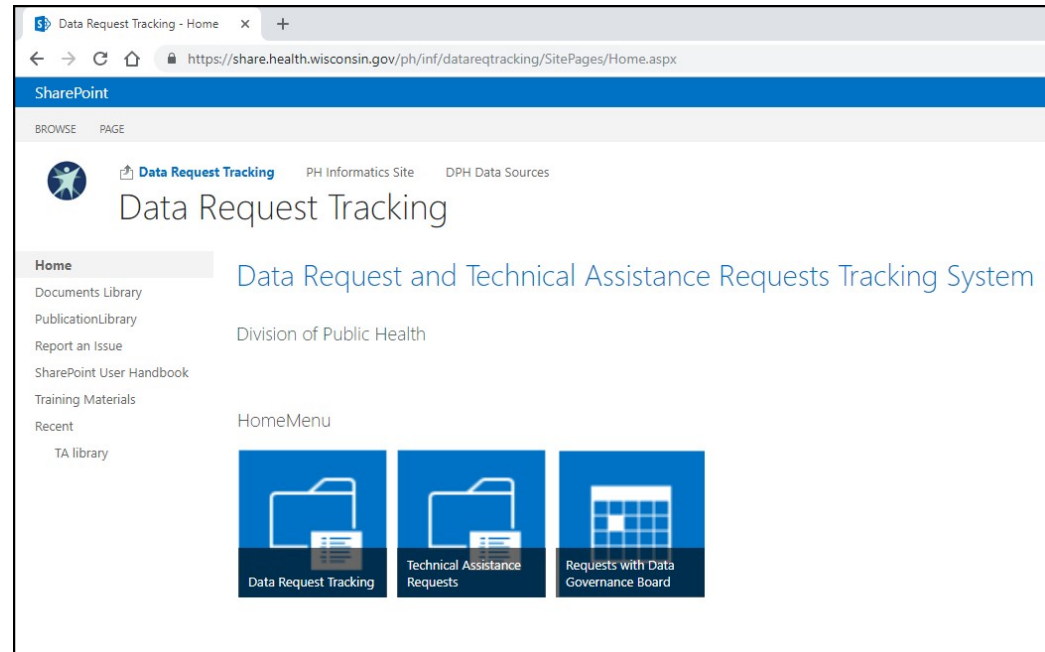 Data Request Tracking - Home
https://share.health.wisconsin.gov/ph/inf/datareqtracking/SitePages/Home.aspx
SharePoint
BROWSE PAGE
Data Request Tracking PH Informatics Site DPH Data Sources
Data Request Tracking
Home
Documents Library
PublicationLibrary
Report an Issue
SharePoint User Handbook
Training Materials
Recent
TA library
Data Request and Technical Assistance Requests Tracking System
Division of Public Health
HomeMenu
Data Request Tracking
Technical Assistance
Requests
Requests with Data
Governance Board